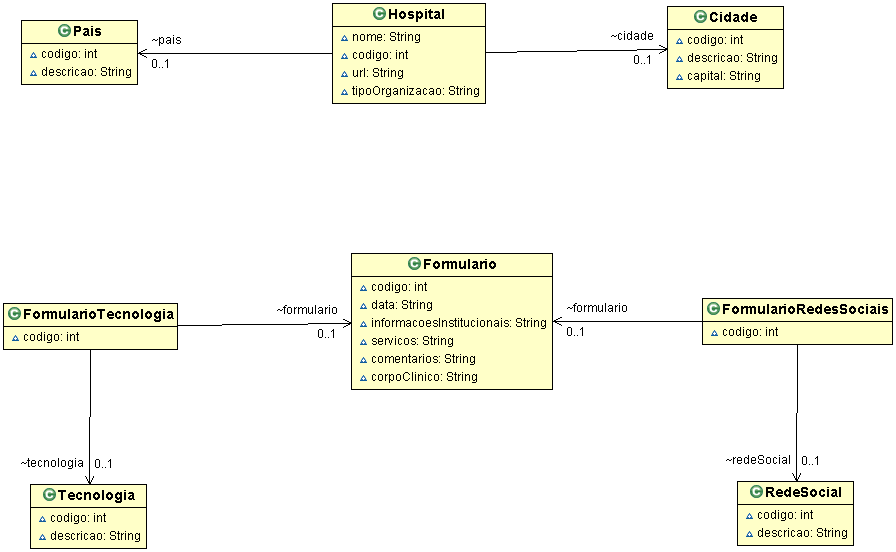 Pais
codigo: int
descricao: String
~pais
0..1
Hospital
nome: String
codigo: int
url: String
tipoOrganizacao: String
~cidade
0..1
Cidade
codigo: int
descricao: String
capital: String
FormularioTecnologia
codigo: int
~formulario
0..1
Formulario
codigo: int
data: String
informacoesInstitucionais: String
servicos: String
comentarios: String
corpoClinico: String
~formulario
0..1
FormularioRedesSociais
codigo: int
~tecnologia
0..1
Tecnologia
codigo: int
descricao: String
~redeSocial
0..1
RedeSocial
codigo: int
descricao: String